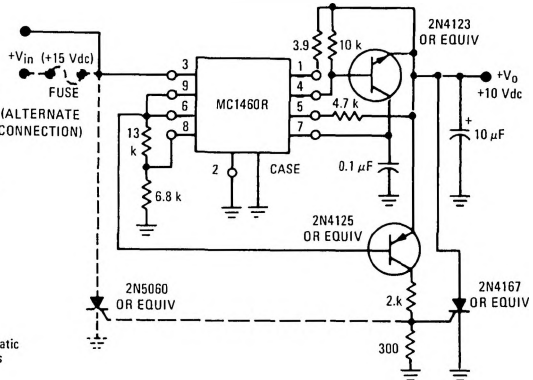 2N4123
OR EQUIV
3.9
10 k
+Vin (+15 Vdc)
FUSE
(ALTERNATE
CONNECTION)
3
9
6
8
MC1460R
1
4
5
7
4.7 k
+Vo
+10 Vdc
+
10 μF
13
k
2
CASE
0.1 μF
6.8 k
2N4125
OR EQUIV
2N5060
OR EQUIV
2.k
2N4167
OR EQUIV
300
atic
s